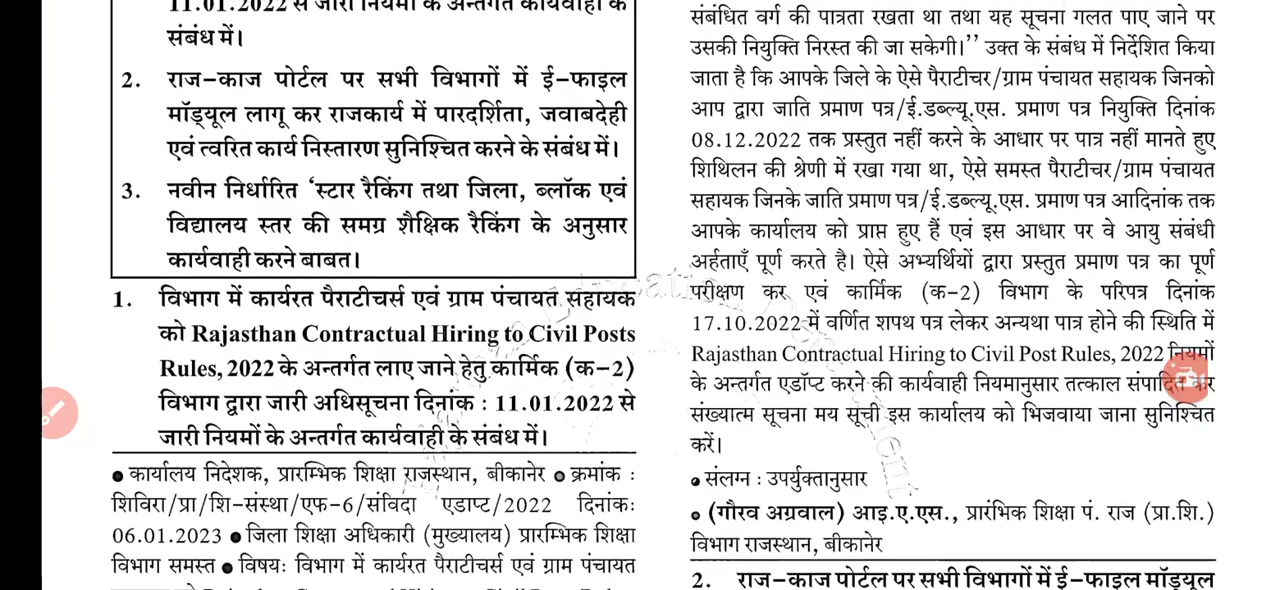 11.01.2022 से जारी नियमों के अन्तर्गत कार्यवाही के
संबंध में।
2. राज-काज पोर्टल पर सभी विभागों में ई-फाइल
मॉड्यूल लागू कर राजकार्य में पारदर्शिता, जवाबदेही
एवं त्वरित कार्य निस्तारण सुनिश्चित करने के संबंध में।
3. नवीन निर्धारित 'स्टार रैकिंग तथा जिला, ब्लॉक एवं
विद्यालय स्तर की समग्र शैक्षिक रैकिंग के अनुसार
कार्यवाही करने बाबत।
1. विभाग में कार्यरत पैराटीचर्स एवं ग्राम पंचायत सहायक
को Rajasthan Contractual Hiring to Civil Posts
Rules, 2022 के अन्तर्गत लाए जाने हेतु कार्मिक (क-2)
विभाग द्वारा जारी अधिसूचना दिनांक : 11.01.2022 से
जारी नियमों के अन्तर्गत कार्यवाही के संबंध में।
● कार्यालय निदेशक, प्रारम्भिक शिक्षा राजस्थान, बीकानेर ● क्रमांक :
शिविरा/प्रा/शि-संस्था/एफ-6/संविदा एडाप्ट/2022 दिनांक:
06.01.2023 ● जिला शिक्षा अधिकारी (मुख्यालय) प्रारम्भिक शिक्षा
विभाग समस्त ● विषयः विभाग में कार्यरत पैराटीचर्स एवं ग्राम पंचायत
संबंधित वर्ग की पात्रता रखता था तथा यह सूचना गलत पाए जाने पर
उसकी नियुक्ति निरस्त की जा सकेगी।'' उक्त के संबंध में निर्देशित किया
जाता है कि आपके जिले के ऐसे पैराटीचर/ग्राम पंचायत सहायक जिनको
आप द्वारा जाति प्रमाण पत्र/ई.डब्ल्यू.एस. प्रमाण पत्र नियुक्ति दिनांक
08.12.2022 तक प्रस्तुत नहीं करने के आधार पर पात्र नहीं मानते हुए
शिथिलन की श्रेणी में रखा गया था, ऐसे समस्त पैराटीचर/ग्राम पंचायत
सहायक जिनके जाति प्रमाण पत्र/ई.डब्ल्यू.एस. प्रमाण पत्र आदिनांक तक
आपके कार्यालय को प्राप्त हुए हैं एवं इस आधार पर वे आयु संबंधी
अर्हताएँ पूर्ण करते है। ऐसे अभ्यर्थियों द्वारा प्रस्तुत प्रमाण पत्र का पूर्ण
परीक्षण कर एवं कार्मिक (क-2) विभाग के परिपत्र दिनांक
17.10.2022 में वर्णित शपथ पत्र लेकर अन्यथा पात्र होने की स्थिति में
Rajasthan Contractual Hiring to Civil Post Rules, 2022 नियमों
के अन्तर्गत एडॉप्ट करने की कार्यवाही नियमानुसार तत्काल संपादित कर
संख्यात्म सूचना मय सूची इस कार्यालय को भिजवाया जाना सुनिश्चित
करें।
● संलग्न : उपर्युक्तानुसार
● (गौरव अग्रवाल) आइ.ए.एस., प्रारंभिक शिक्षा पं. राज (प्रा.शि.)
विभाग राजस्थान, बीकानेर
2. राज-काज पोर्टल पर सभी विभागों में ई-फाइल मॉड्यूल